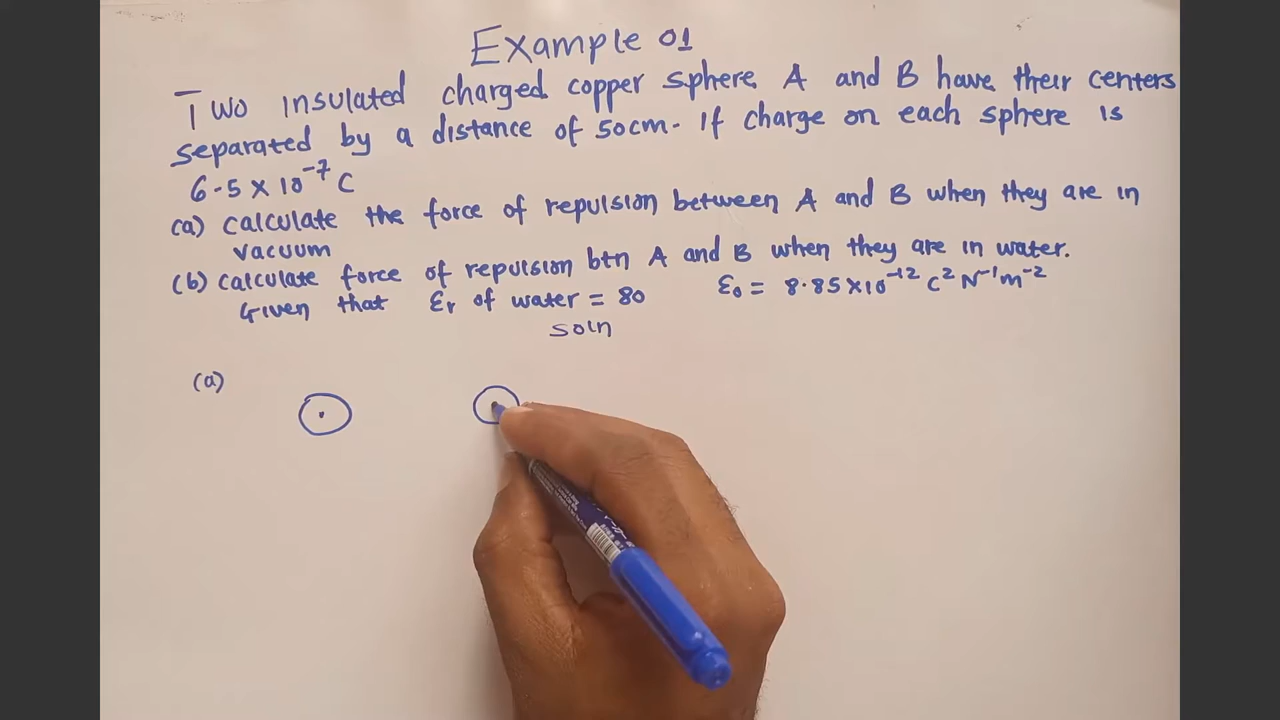 Example 01
Two insulated charged copper sphere A and B have their centers
separated by a distance of 50cm. If charge on each sphere is
6.5 × 10⁻⁷ C
(a) calculate the force of repulsion between A and B when they are in
vacuum
(b) calculate force of repulsion btn A and B when they are in water.
Given that εr of water = 80 ε₀ = 8.85×10⁻¹² C² N⁻¹ m⁻²
soln
(a)